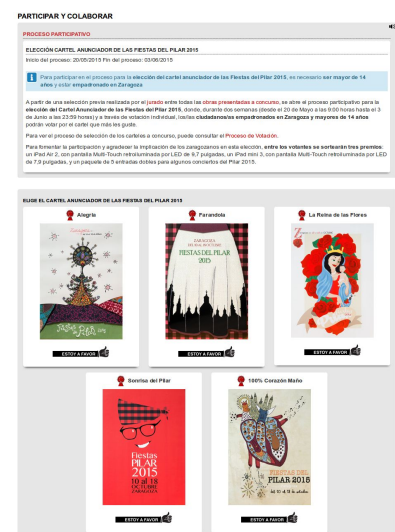 PARTICIPAR Y COLABORAR
PROCESO PARTICIPATIVO
ELECCIÓN CARTEL ANUNCIADOR DE LAS FIESTAS DEL PILAR 2015
Inicio del proceso: 20/05/2015 Fin del proceso: 03/06/2015
Para participar en el proceso para la elección del cartel anunciador de las Fiestas del Pilar 2015, es necesario ser mayor de 14
años y estar empadronado en Zaragoza
A partir de una selección previa realizada por el jurado entre todas las obras presentadas a concurso, se abre el proceso participativo para la
elección del Cartel Anunciador de las Fiestas del Pilar 2015, donde, durante dos semanas (desde el 20 de Mayo a las 9:00 horas hasta el 3
de Junio a las 23:59 horas) y a través de votación individual, los/las ciudadanos/as empadronados en Zaragoza y mayores de 14 años
podrán votar por el cartel que más les guste.
Para ver el proceso de selección de los carteles a concurso, puede consultar el Proceso de Votación.
Para fomentar la participación y agradecer la implicación de los zaragozanos en esta elección, entre los votantes se sortearán tres premios:
un iPad Air 2, con pantalla Multi-Touch retroiluminada por LED de 9,7 pulgadas, un iPad mini 3, con pantalla Multi-Touch retroiluminada por LED
de 7,9 pulgadas, y un paquete de 5 entradas dobles para algunos conciertos del Pilar 2015.
ELIGE EL CARTEL ANUNCIADOR DE LAS FIESTAS DEL PILAR 2015
Alegría
Farandola
La Reina de las Flores
ZARAGOZA
FIESTAS DEL PILAR
2015
ESTOY A FAVOR
ESTOY A FAVOR
ESTOY A FAVOR
Sonrisa del Pilar
100% Corazón Maño
Fiestas
PILAR
2015
10 al 18
OCTUBRE
ZARAGOZA
FIESTAS DEL
PILAR 2015
ESTOY A FAVOR
ESTOY A FAVOR